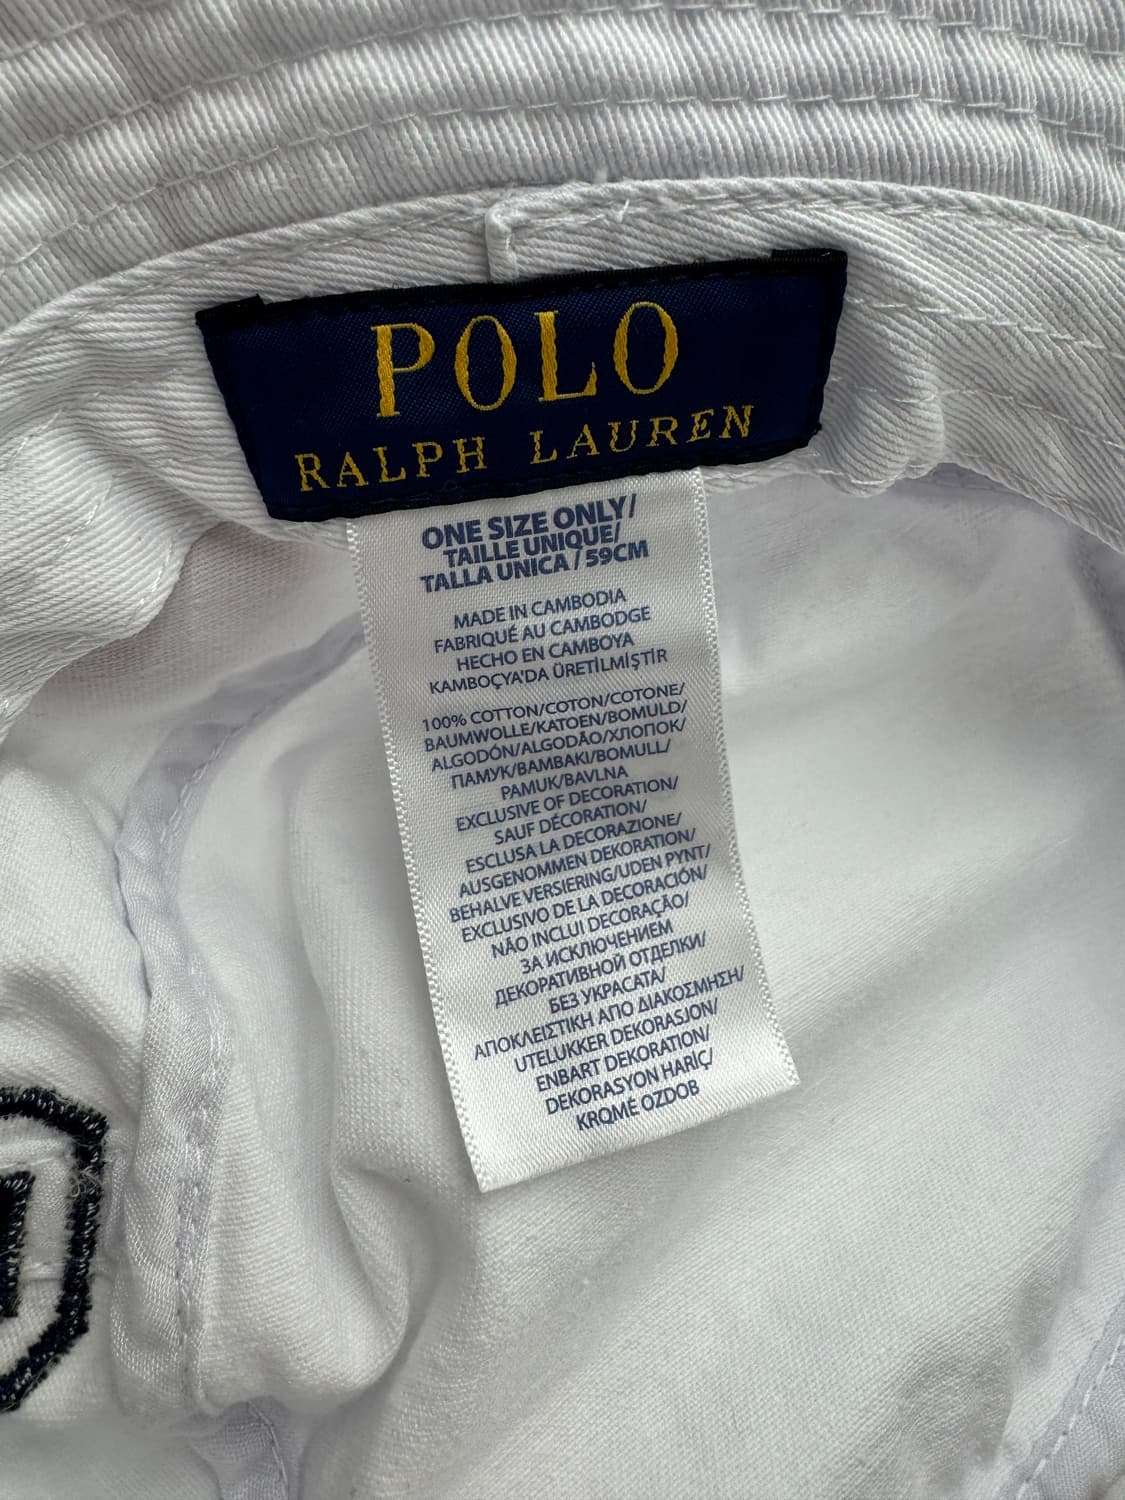 POLO
RALPH LAUREN
ONE SIZE ONLY/
TAILLE UNIQUE/
TALLA UNICA / 59CM
MADE IN CAMBODIA
FABRIQUÉ AU CAMBODGE
HECHO EN CAMBOYA
KAMBOÇYA'DA ÜRETİLMİŞTİR
100% COTTON/COTON/COTONE/
BAUMWOLLE/KATOEN/BOMULD/
ALGODÓN/ALGODÃO/ХЛОПОК/
ПАМУК/BAMBAKI/BOMULL/
PAMUK/BAVLNA
EXCLUSIVE OF DECORATION/
SAUF DÉCORATION/
ESCLUSA LA DECORAZIONE/
AUSGENOMMEN DEKORATION/
BEHALVE VERSIERING/UDEN PYNT/
EXCLUSIVO DE LA DECORACIÓN/
NÃO INCLUI DECORAÇÃO/
ЗА ИСКЛЮЧЕНИЕМ
ДЕКОРАТИВНОЙ ОТДЕЛКИ/
БЕЗ УКРАСАТА/
ΑΠΟΚΛΕΙΣΤΙΚΗ ΑΠΟ ΔΙΑΚΟΣΜΗΣΗ/
UTELUKKER DEKORASJON/
ENBART DEKORATION/
DEKORASYON HARİÇ/
KRQMĚ OZDOB